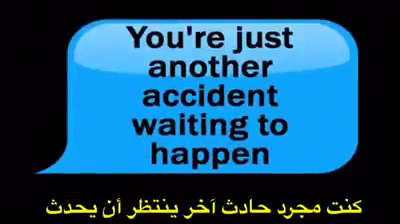 You're just
another
accident
waiting to
happen
كنت مجرد حادث آخر ينتظر أن يحدث